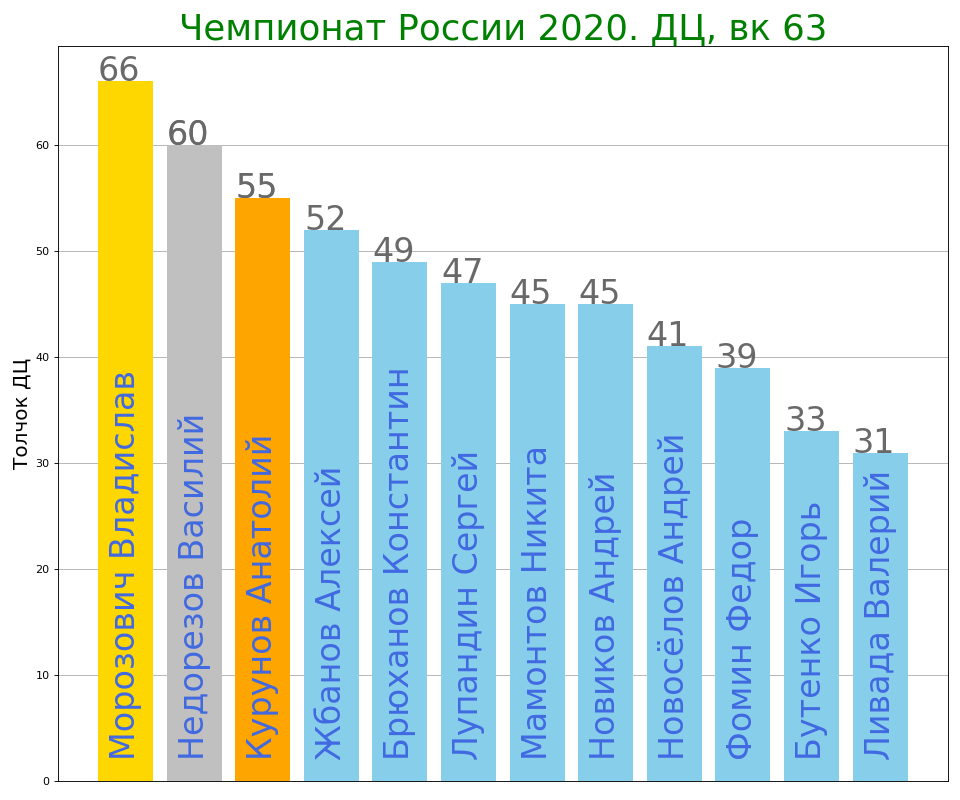 Чемпионат России 2020. ДЦ, вк 63
Толчок ДЦ
60
50
40
30
20
10
0
66
60
55
52
49
47
45
45
41
39
33
31
Морозович Владислав
Недорезов Василий
Курунов Анатолий
Жбанов Алексей
Брюханов Константин
Лупандин Сергей
Мамонтов Никита
Новиков Андрей
Новосёлов Андрей
Фомин Федор
Бутенко Игорь
Ливада Валерий